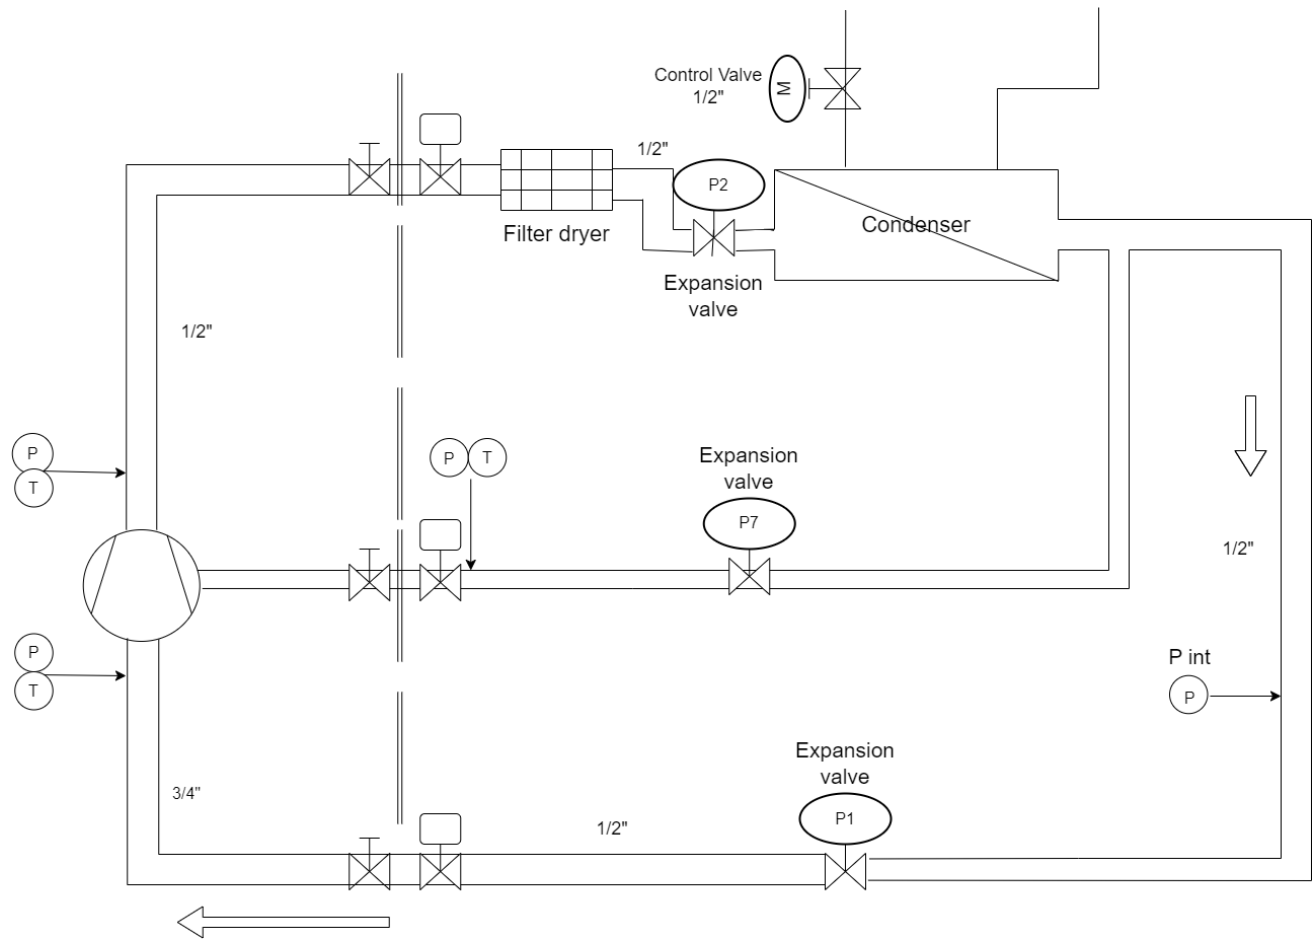 Control Valve
1/2"
M
1/2"
P2
Condenser
Filter dryer
Expansion
valve
1/2"
P
T
P
T
Expansion
valve
P7
1/2"
P
T
P int
P
3/4"
Expansion
valve
P1
1/2"